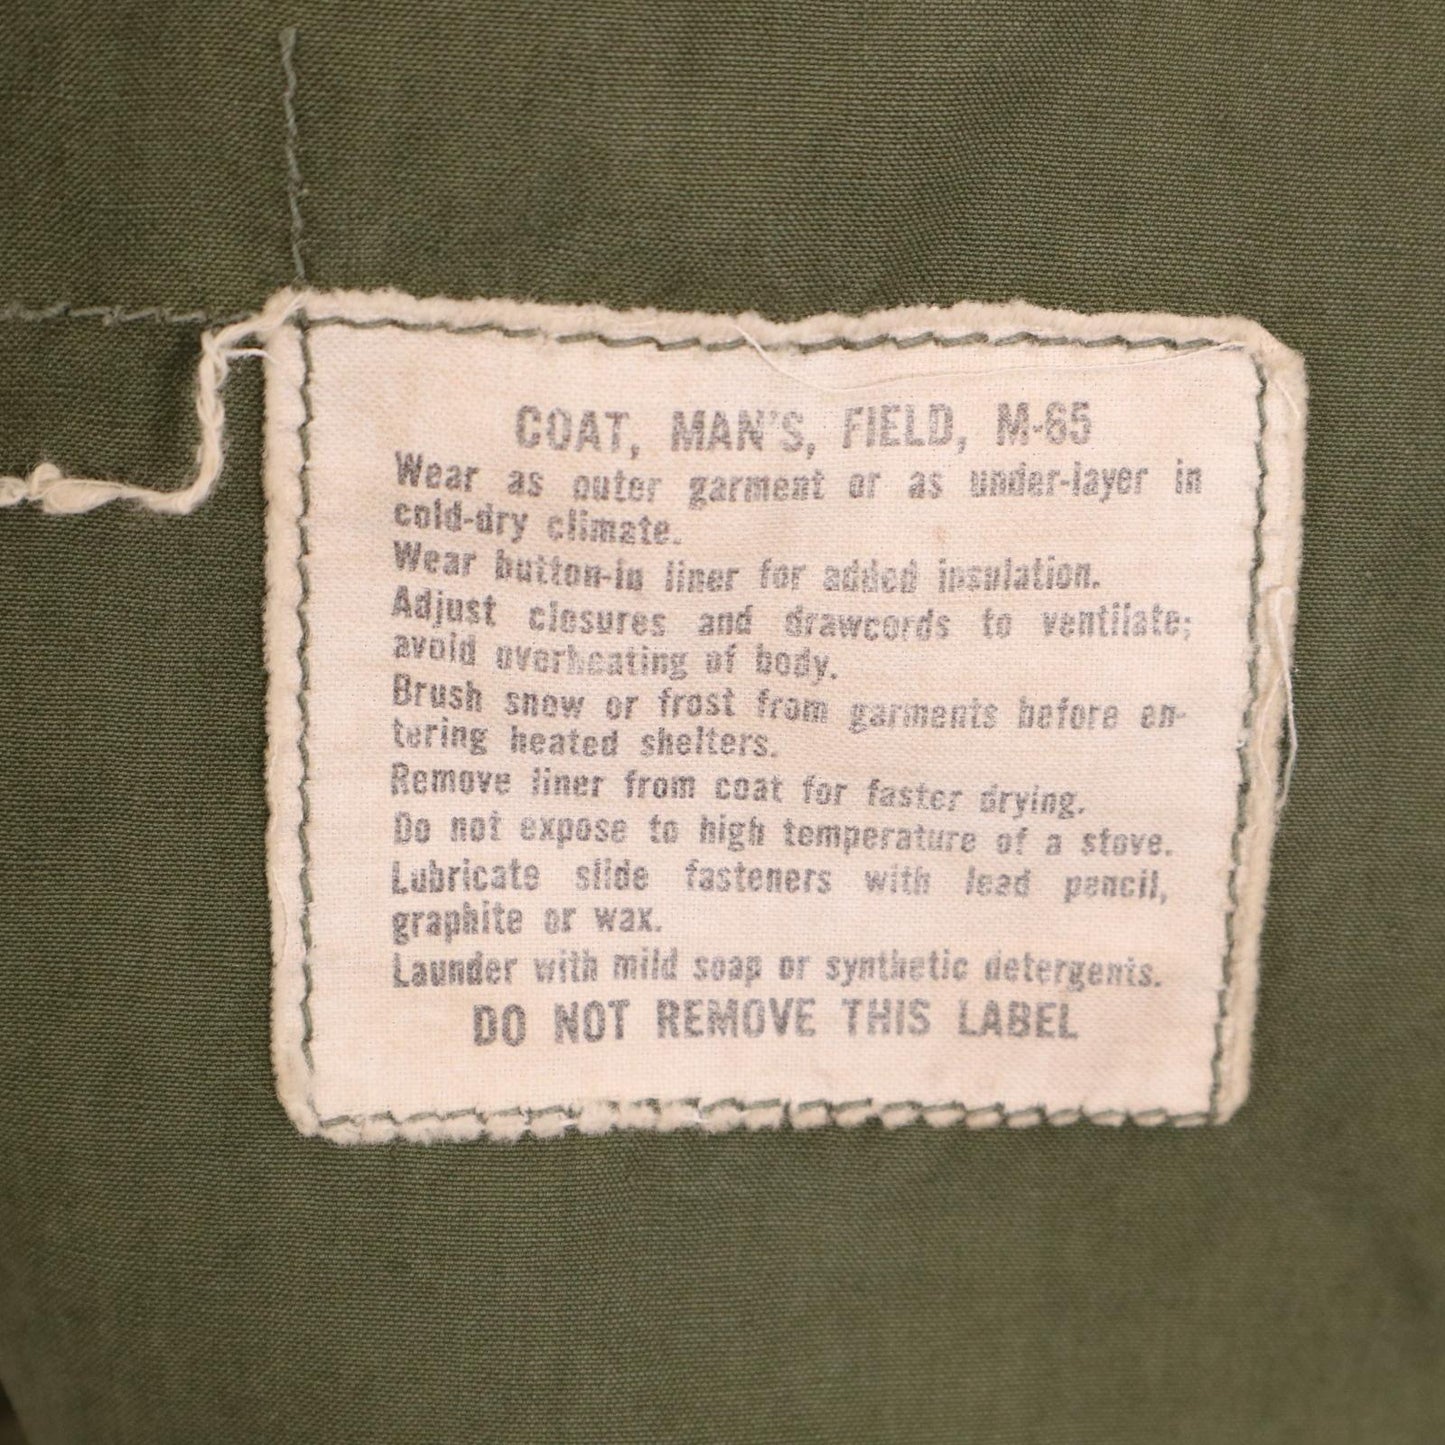 COAT, MAN'S, FIELD, M-65
Wear as outer garment or as under-layer in
cold-dry climate.
Wear button-in liner for added insulation.
Adjust closures and drawcords to ventilate;
avoid overheating of body.
Brush snow or frost from garments before en-
tering heated shelters.
Remove liner from coat for faster drying.
Do not expose to high temperature of a stove.
Lubricate slide fasteners with lead pencil,
graphite or wax.
Launder with mild soap or synthetic detergents.
DO NOT REMOVE THIS LABEL